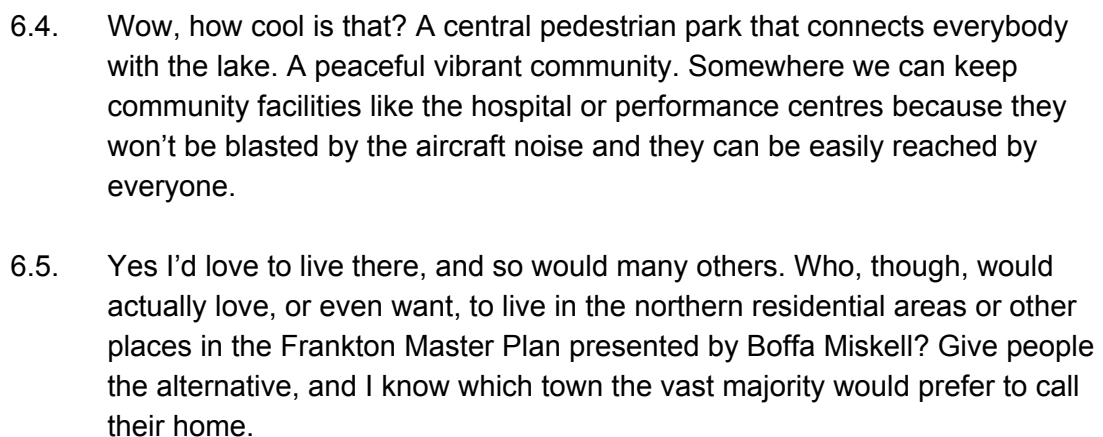 6.4. Wow, how cool is that? A central pedestrian park that connects everybody
with the lake. A peaceful vibrant community. Somewhere we can keep
community facilities like the hospital or performance centres because they
won’t be blasted by the aircraft noise and they can be easily reached by
everyone.
6.5. Yes I’d love to live there, and so would many others. Who, though, would
actually love, or even want, to live in the northern residential areas or other
places in the Frankton Master Plan presented by Boffa Miskell? Give people
the alternative, and I know which town the vast majority would prefer to call
their home.